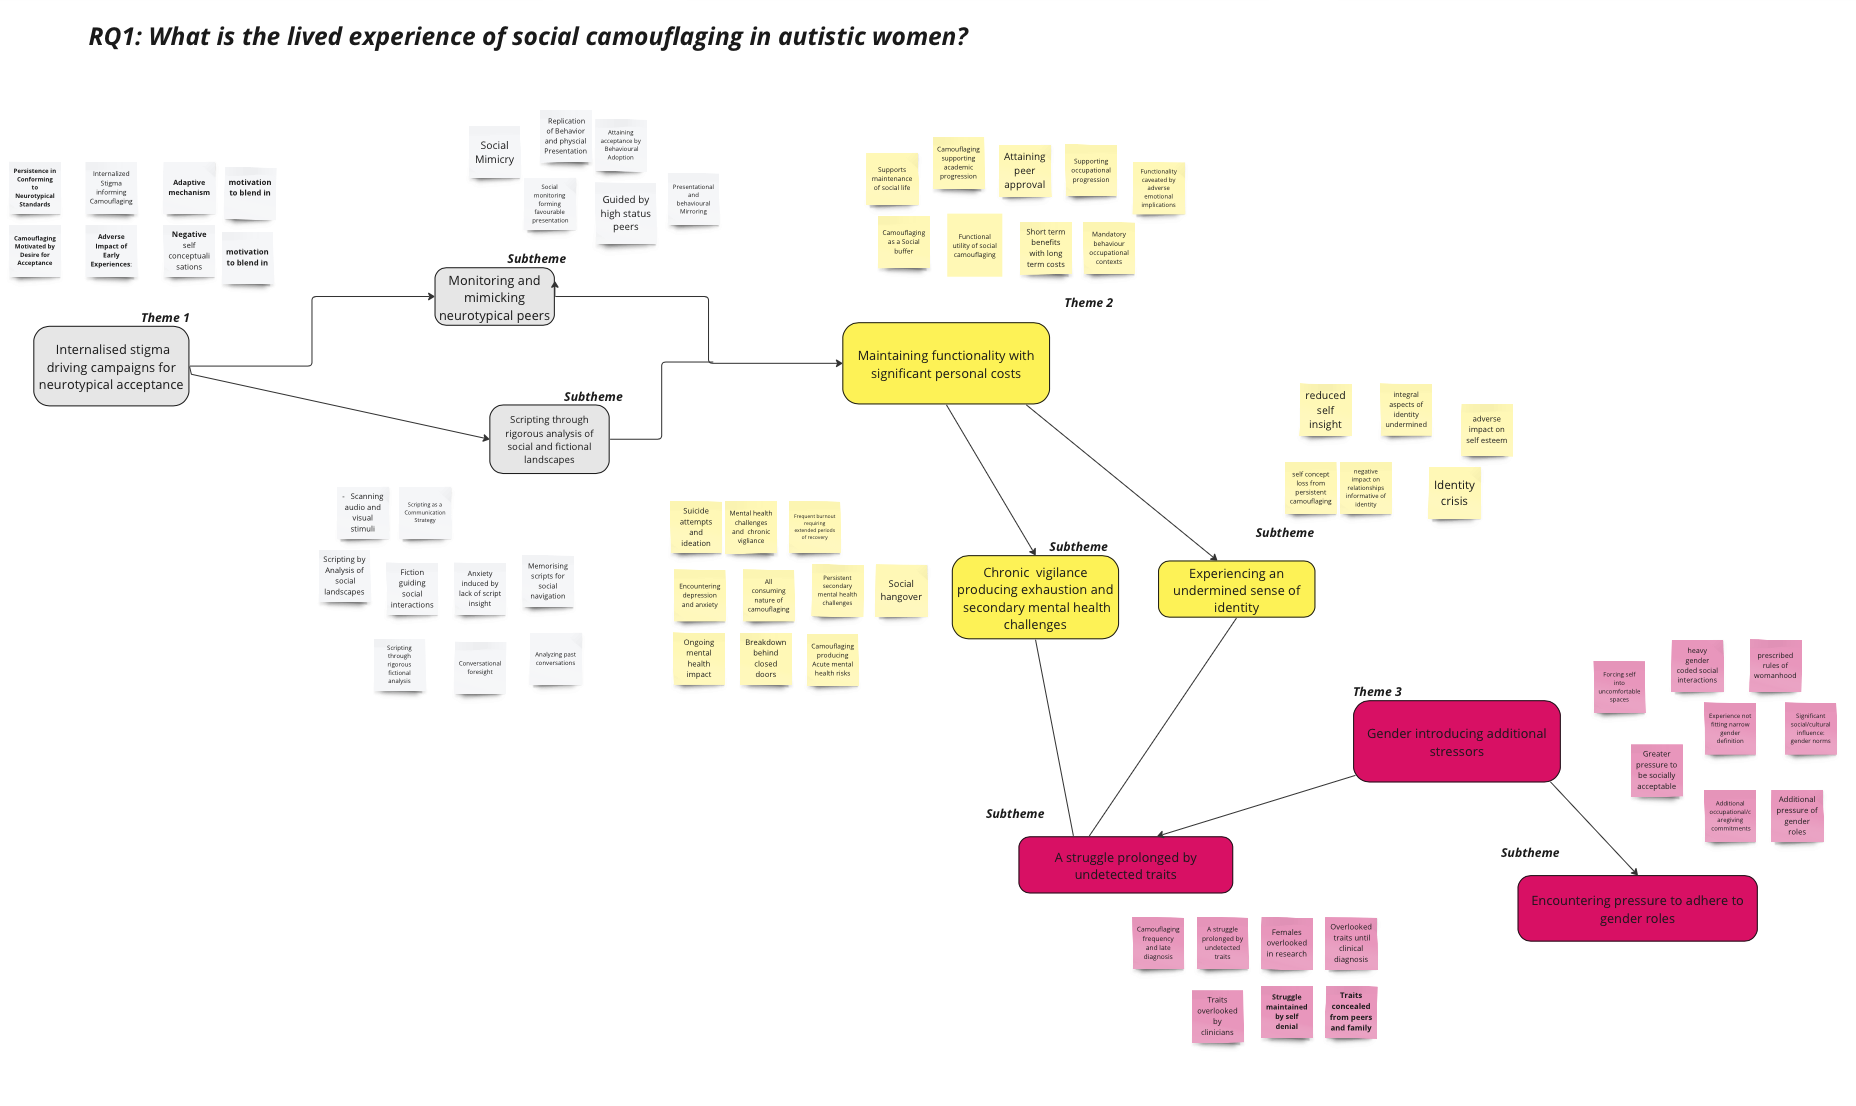 RQ1: What is the lived experience of social camouflaging in autistic women?
Persistence in
Conforming
to
Neurotypical
Standards
Internalized
Stigma
informing
Camouflaging
Adaptive
mechanism
motivation
to blend in
Camouflaging
Motivated by
Desire for
Acceptance
Adverse
Impact of
Early
Experiences:
Negative
self
conceptuali
sations
motivation
to blend in
Theme 1
Internalised stigma
driving campaigns for
neurotypical acceptance
Social
Mimicry
Replication
of Behavior
and physcial
Presentation
Attaining
acceptance by
Behavioural
Adoption
Social
monitoring
forming
favourable
presentation
Guided by
high status
peers
Presentational
and
behavioural
Mirroring
Subtheme
Monitoring and
mimicking
neurotypical peers
Subtheme
Scripting through
rigorous analysis of
social and fictional
landscapes
- Scanning
audio and
visual
stimuli
Scripting as a
Communication
Strategy
Scripting by
Analysis of
social
landscapes
Fiction
guiding
social
interactions
Anxiety
induced by
lack of script
insight
Memorising
scripts for
social
navigation
Scripting
through
rigorous
fictional
analysis
Conversational
foresight
Analyzing past
conversations
Supports
maintenance
of social life
Camouflaging
supporting
academic
progression
Attaining
peer
approval
Supporting
occupational
progression
Functionality
caveated by
adverse
emotional
implications
Camouflaging
as a Social
buffer
Functional
utility of social
camouflaging
Short term
benefits
with long
term costs
Mandatory
behaviour
occupational
contexts
Theme 2
Maintaining functionality with
significant personal costs
reduced
self
insight
integral
aspects of
identity
undermined
adverse
impact on
self esteem
self concept
loss from
persistent
camouflaging
negative
impact on
relationships
informative of
identity
Identity
crisis
Subtheme
Experiencing an
undermined sense of
identity
Suicide
attempts
and
ideation
Mental health
challenges
and chronic
vigliance
Frequent burnout
requiring
extended periods
of recovery
Encountering
depression
and anxiety
All
consuming
nature of
camouflaging
Persistent
secondary
mental health
challenges
Social
hangover
Ongoing
mental
health
impact
Breakdown
behind
closed
doors
Camouflaging
producing
Acute mental
health risks
Subtheme
Chronic vigilance
producing exhaustion and
secondary mental health
challenges
Theme 3
Gender introducing additional
stressors
Forcing self
into
uncomfortable
spaces
heavy
gender
coded social
interactions
prescribed
rules of
womanhood
Experience not
fitting narrow
gender
definition
Significant
social/cultural
influence:
gender norms
Greater
pressure to
be socially
acceptable
Additional
occupational/c
aregiving
commitments
Additional
pressure of
gender
roles
Subtheme
A struggle prolonged by
undetected traits
Subtheme
Encountering pressure to adhere to
gender roles
Camouflaging
frequency
and late
diagnosis
A struggle
prolonged by
undetected
traits
Females
overlooked
in research
Overlooked
traits until
clinical
diagnosis
Traits
overlooked
by
clinicians
Struggle
maintained
by self
denial
Traits
concealed
from peers
and family